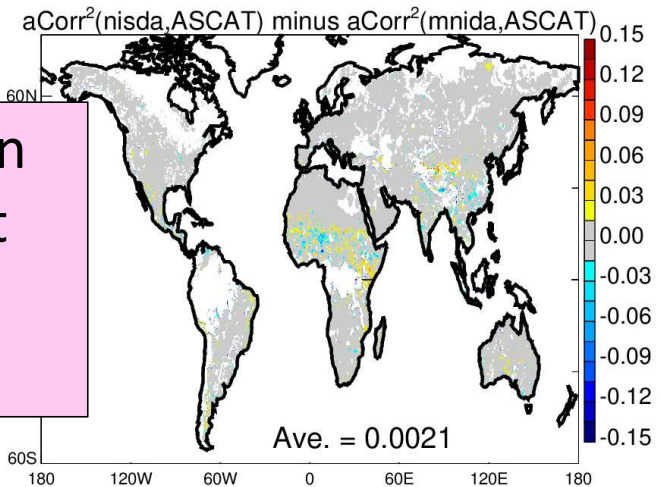 aCorr²(nisda,ASCAT) minus aCorr²(mnida,ASCAT)
0.15
0.12
0.09
0.06
0.03
0.00
-0.03
-0.06
-0.09
-0.12
-0.15
60N
n
t
Ave. = 0.0021
60S
180 120W 60W 0 60E 120E 180